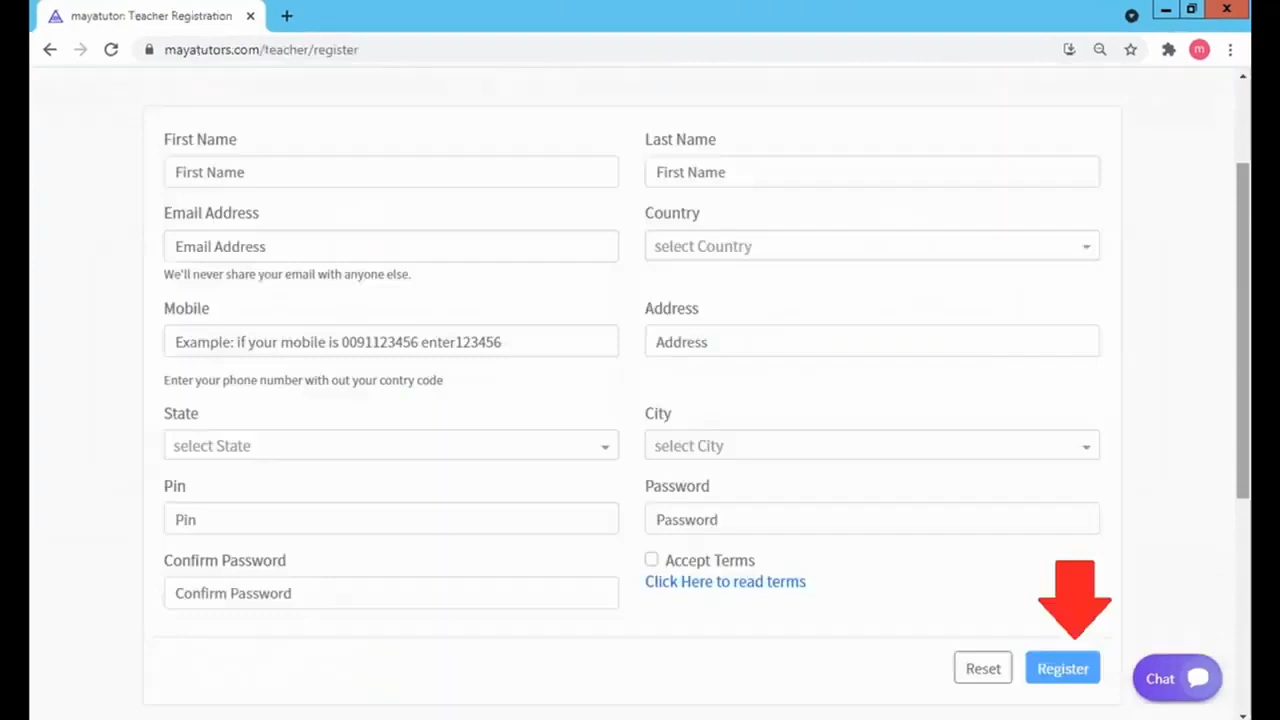 mayatutor: Teacher Registration
mayatutors.com/teacher/register
m
First Name
Last Name
First Name
First Name
Email Address
Country
Email Address
select Country
We'll never share your email with anyone else.
Mobile
Address
Example: if your mobile is 0091123456 enter123456
Address
Enter your phone number with out your contry code
State
City
select State
select City
Pin
Password
Pin
Password
Confirm Password
Accept Terms
Click Here to read terms
Confirm Password
Reset
Register
Chat